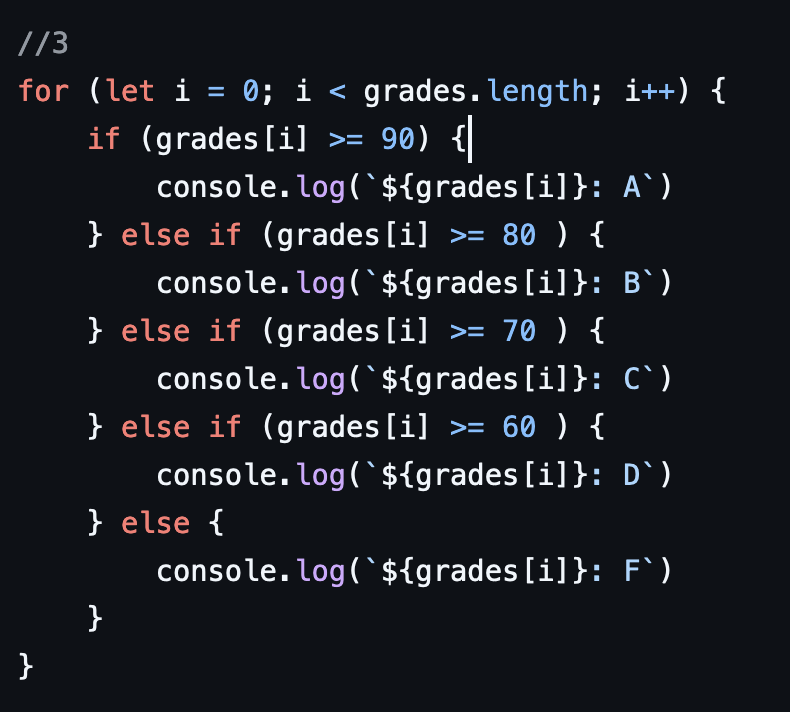 //3
for (let i = 0; i < grades.length; i++) {
    if (grades[i] >= 90) {
        console.log(`${grades[i]}: A`)
    } else if (grades[i] >= 80 ) {
        console.log(`${grades[i]}: B`)
    } else if (grades[i] >= 70 ) {
        console.log(`${grades[i]}: C`)
    } else if (grades[i] >= 60 ) {
        console.log(`${grades[i]}: D`)
    } else {
        console.log(`${grades[i]}: F`)
    }
}